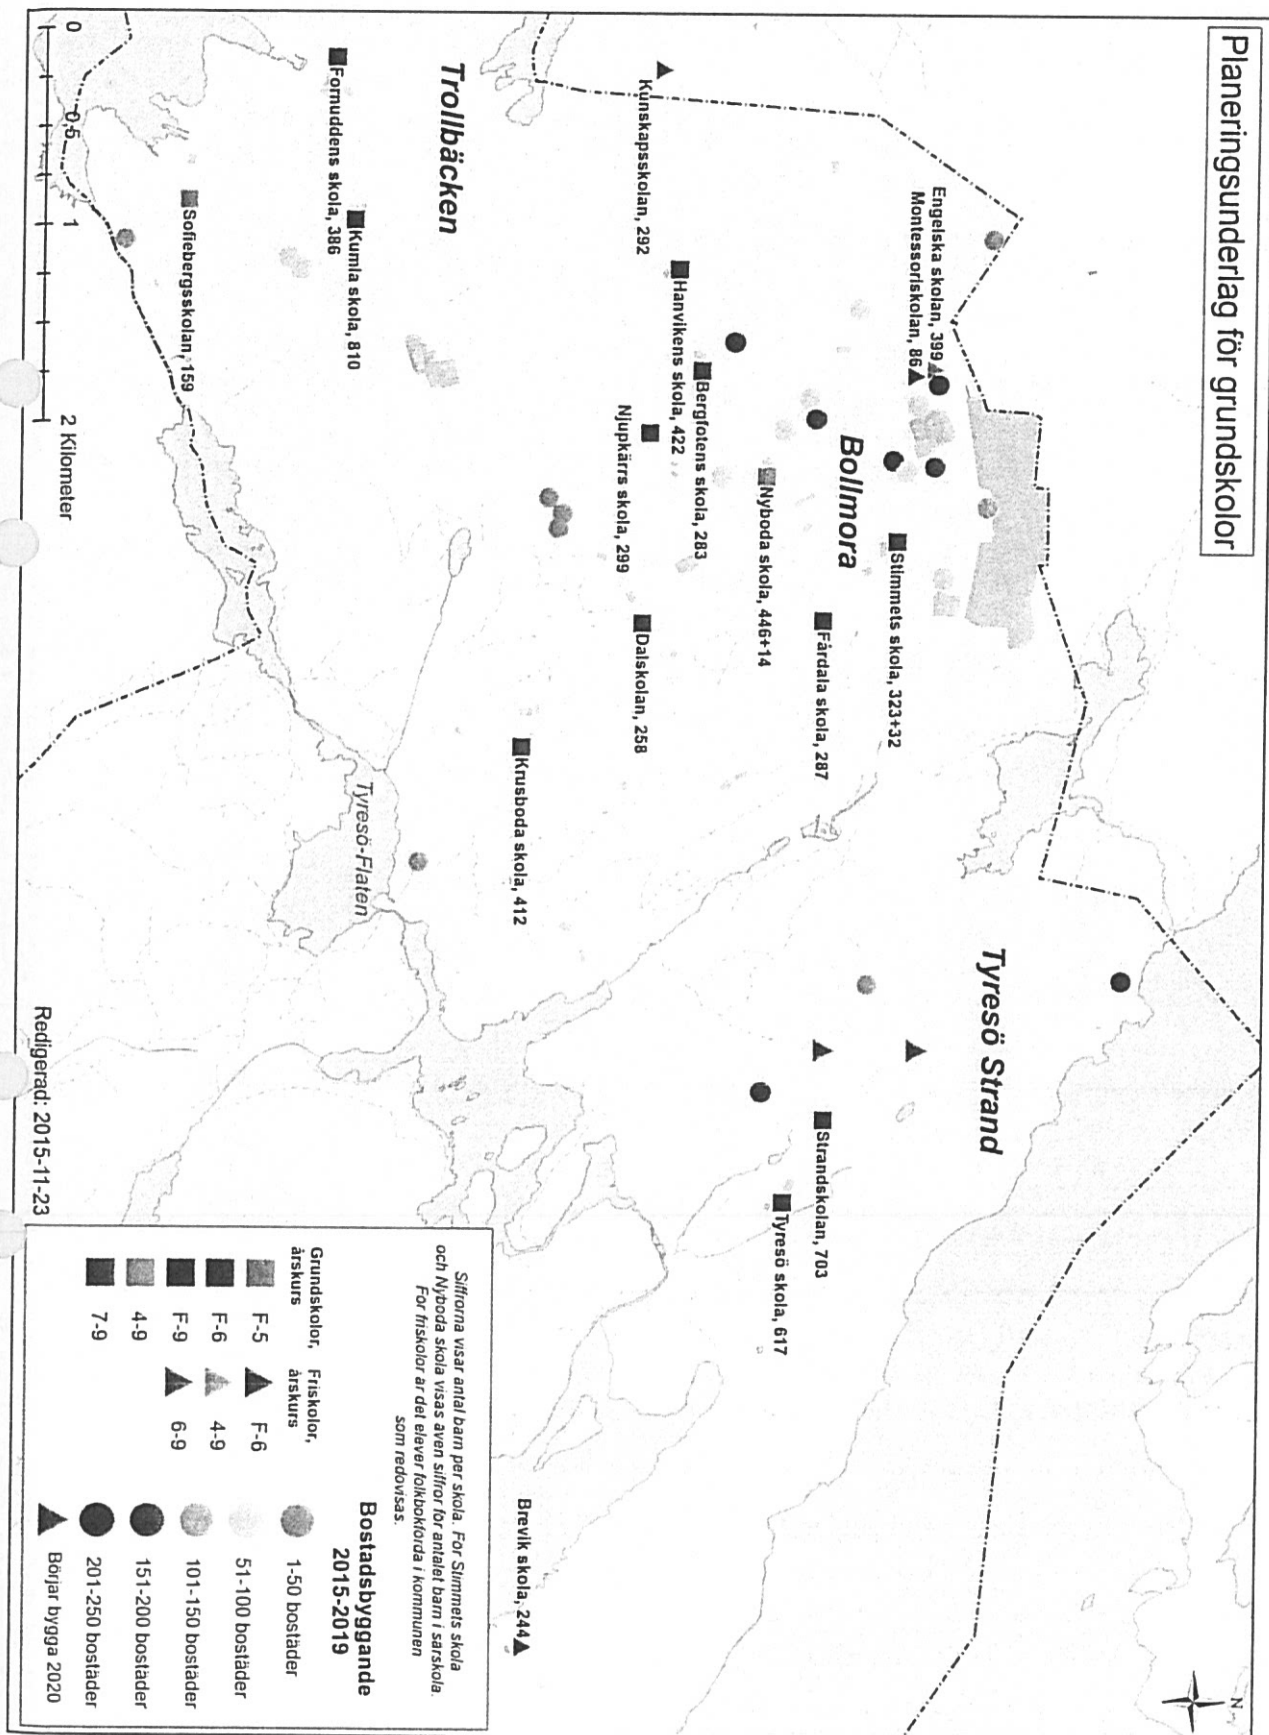 Planeringsunderlag för grundskolor
N
Engelska skolan, 399
Montessoriskolan, 86
Tyresö Strand
Stimmets skola, 323+32
Bollmora
Fårdala skola, 287
Strandskolan, 703
Nyboda skola, 446+14
Tyresö skola, 617
Bergfotens skola, 283
Hanvikens skola, 422
Kunskapsskolan, 292
Njupkärrs skola, 299
Dalskolan, 258
Krusboda skola, 412
Brevik skola, 244
Trollbäcken
Tyresö-Flaten
Kumla skola, 810
Fornuddens skola, 386
Sofiebergsskolan, 159
0
0,5
1
2 Kilometer
Redigerad: 2015-11-23
Siffrorna visar antal barn per skola. För Stimmets skola
och Nyboda skola visas även siffror för antalet barn i särskola.
För friskolor är det elever folkbokförda i kommunen
som redovisas.
Grundskolor,
årskurs
F-5
F-6
F-9
4-9
7-9
Friskolor,
årskurs
F-6
4-9
6-9
Bostadsbyggande
2015-2019
1-50 bostäder
51-100 bostäder
101-150 bostäder
151-200 bostäder
201-250 bostäder
Börjar bygga 2020